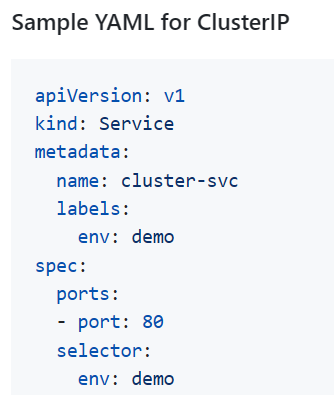 Sample YAML for ClusterIP
apiVersion: v1
kind: Service
metadata:
  name: cluster-svc
  labels:
    env: demo
spec:
  ports:
  - port: 80
  selector:
    env: demo